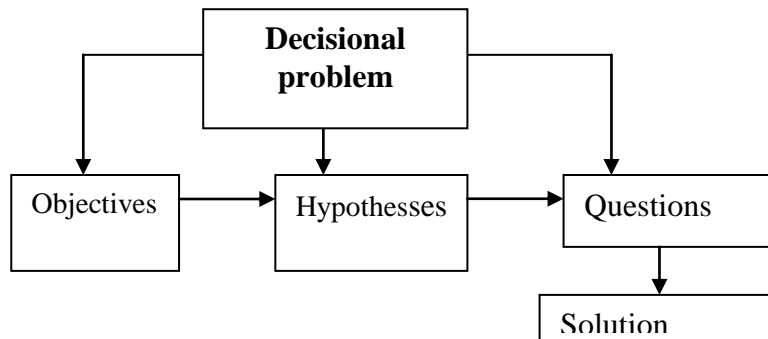 Decisional
problem
Objectives
Hypothesses
Questions
Solution